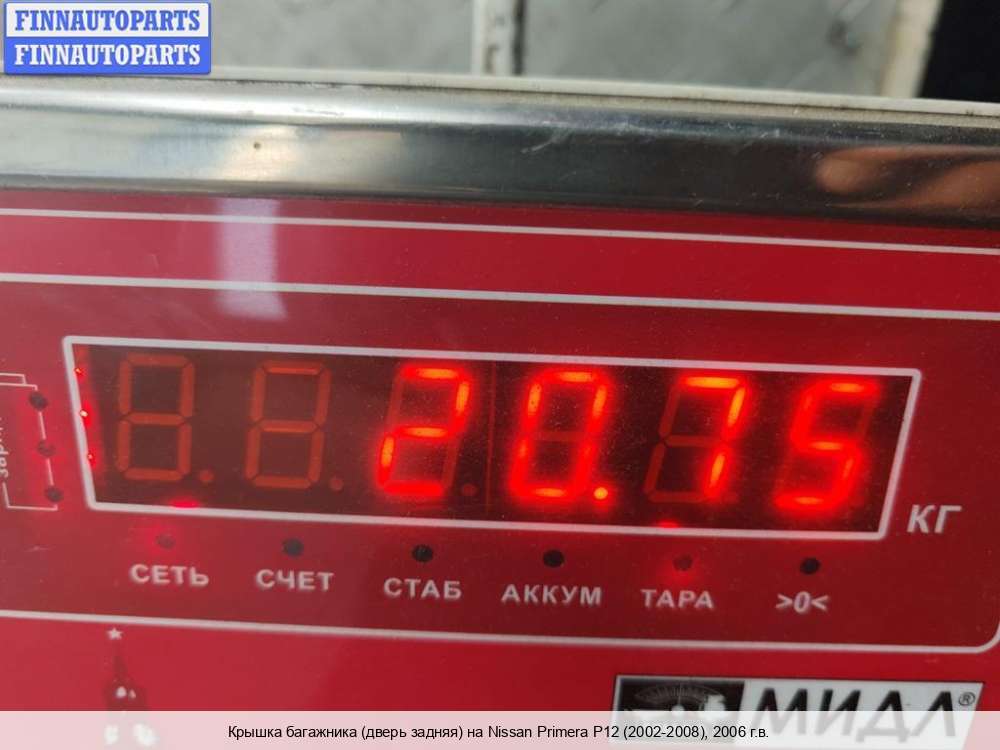 FINNAUTOPARTS
FINNAUTOPARTS
20.75
КГ
СЕТЬ СЧЕТ СТАБ АККУМ ТАРА >0<
МИДЛ®
Крышка багажника (дверь задняя) на Nissan Primera P12 (2002-2008), 2006 г.в.